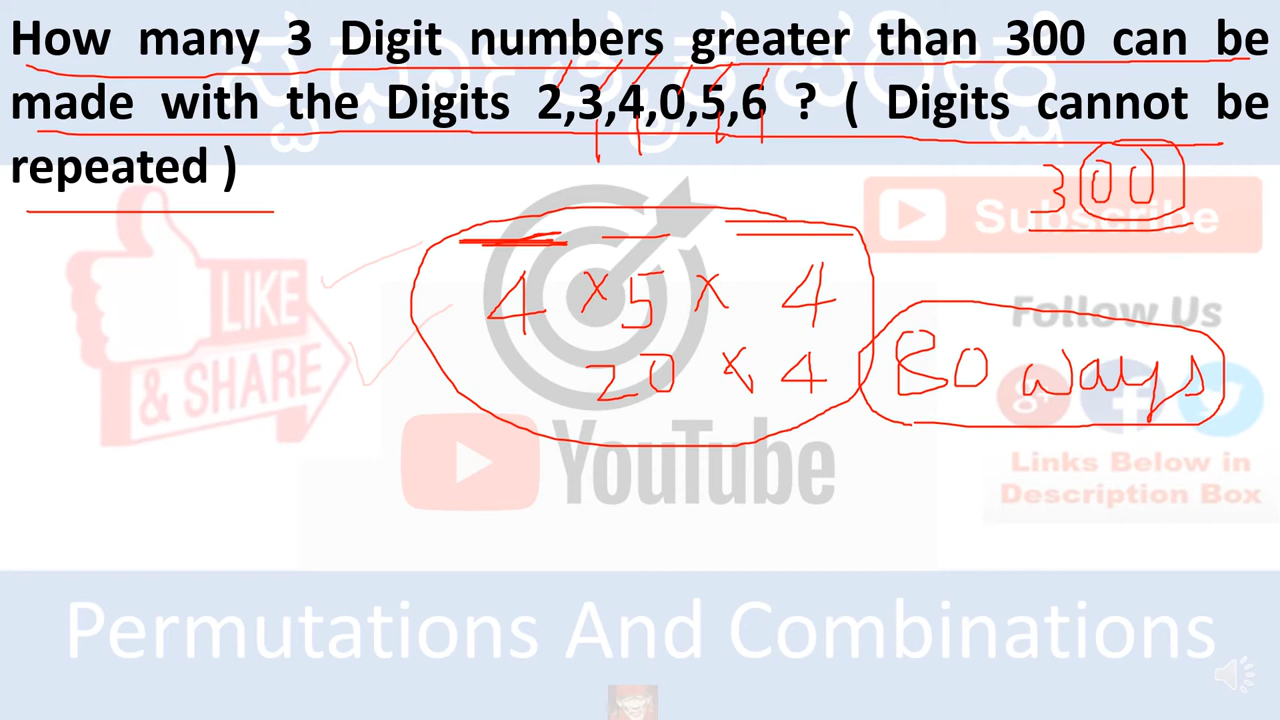 How many 3 Digit numbers greater than 300 can be
made with the Digits 2,3,4,0,5,6 ? ( Digits cannot be
repeated )
300
Subscribe
4 × 5 × 4
LIKE
Follow Us
& SHARE
20 × 4
80 ways
YouTube
Links Below in
Description Box
Permutations And Combinations